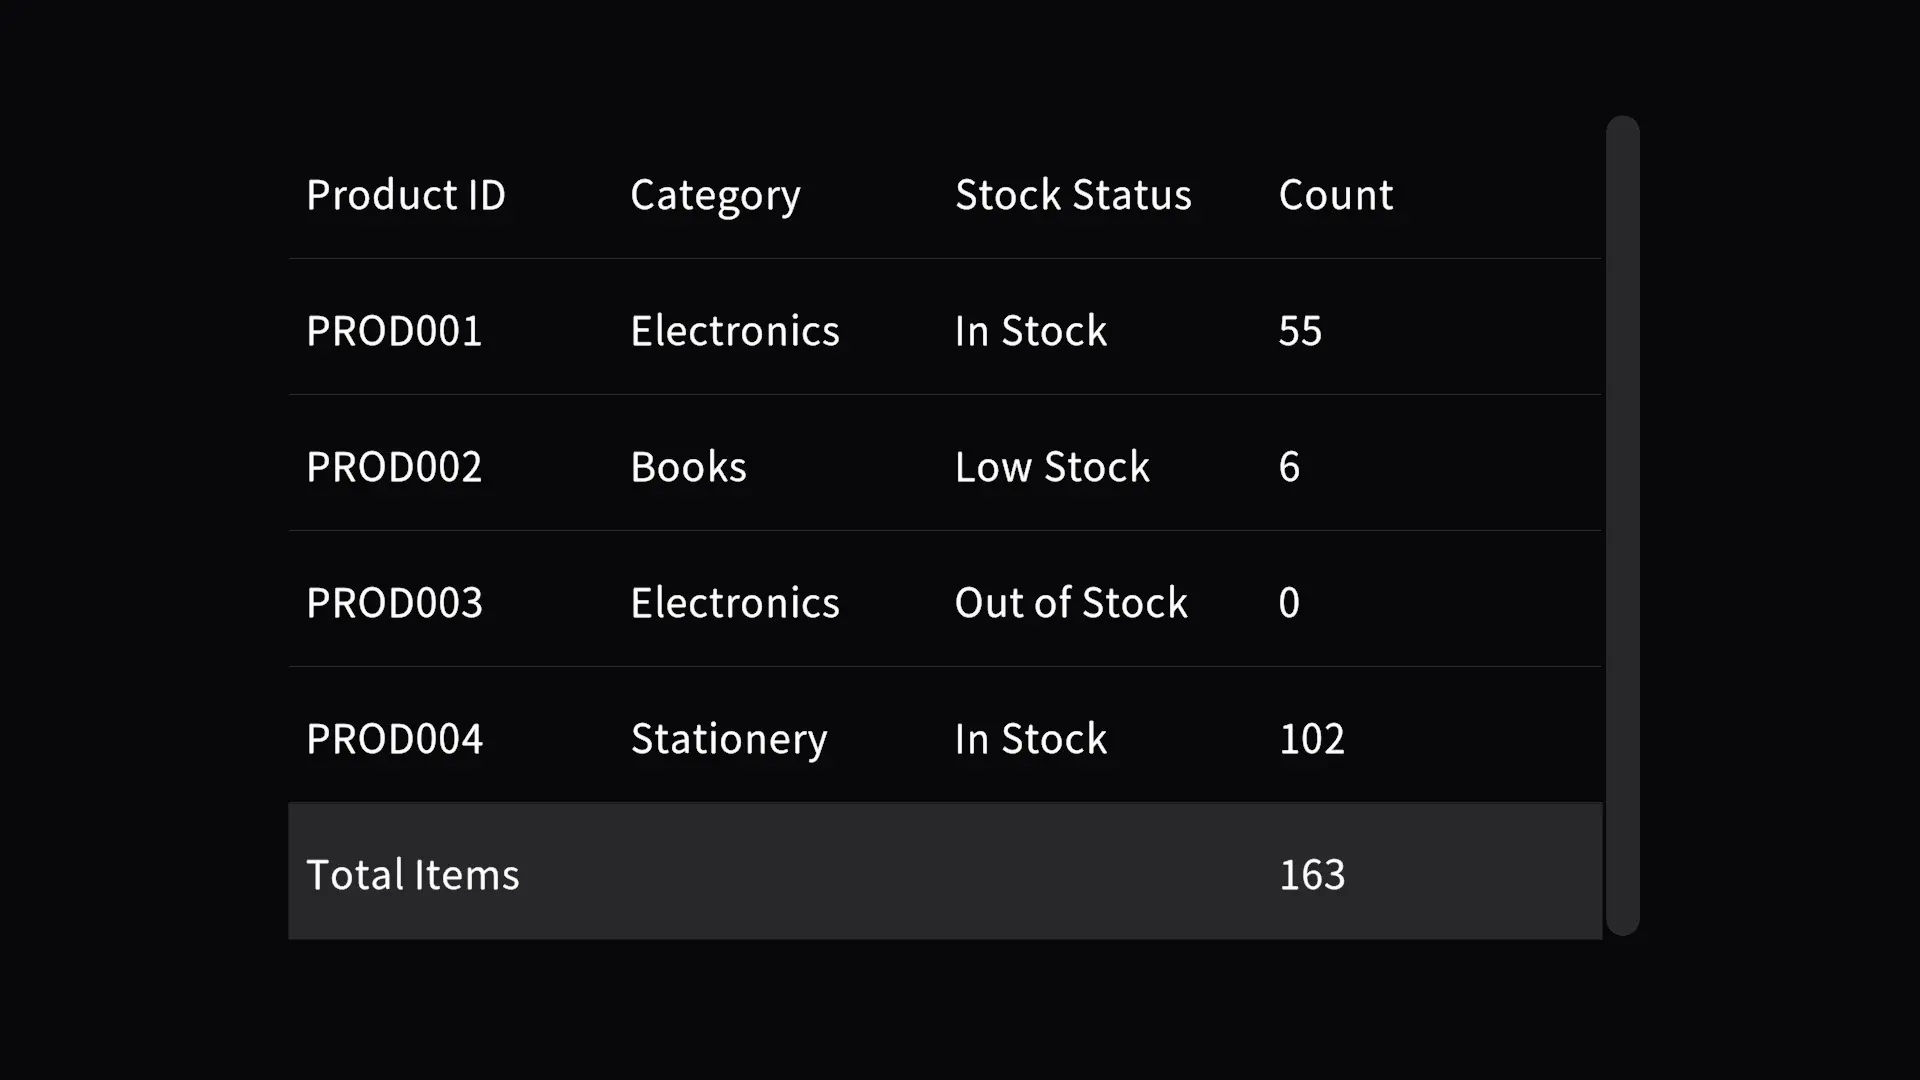 Product ID Category Stock Status Count
PROD001 Electronics In Stock 55
PROD002 Books Low Stock 6
PROD003 Electronics Out of Stock 0
PROD004 Stationery In Stock 102
Total Items 163